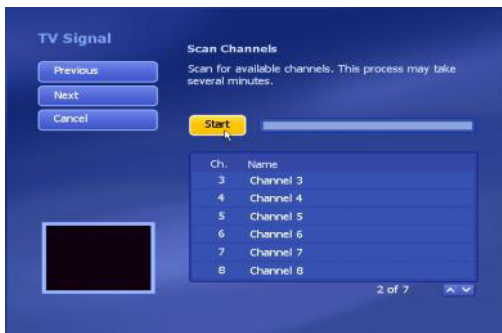 TV Signal
Previous
Next
Cancel
Scan Channels
Scan for available channels. This process may take
several minutes.
Start
Ch. Name
3 Channel 3
4 Channel 4
5 Channel 5
6 Channel 6
7 Channel 7
8 Channel 8
2 of 7